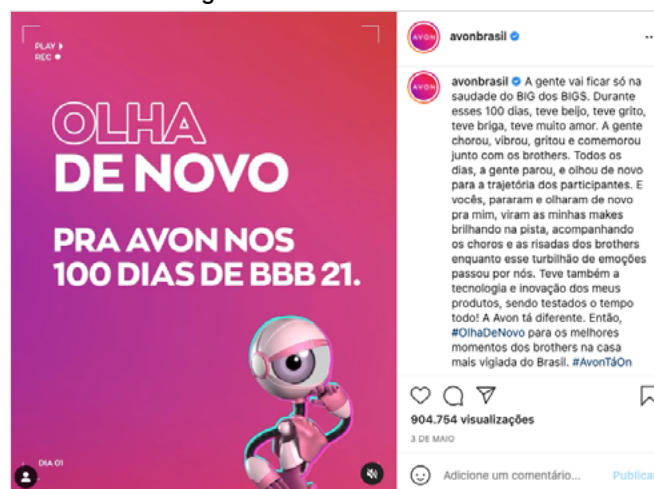 PLAY
REC
OLHA
DE NOVO
PRA AVON NOS
100 DIAS DE BBB 21.
DIA 01
AVON
avonbrasil
AVON
avonbrasil A gente vai ficar só na
saudade do BIG dos BIGS. Durante
esses 100 dias, teve beijo, teve grito,
teve briga, teve muito amor. A gente
chorou, vibrou, gritou e comemorou
junto com os brothers. Todos os
dias, a gente parou, e olhou de novo
para a trajetória dos participantes. E
vocês, pararam e olharam de novo
pra mim, viram as minhas makes
brilhando na pista, acompanhando
os choros e as risadas dos brothers
enquanto esse turbilhão de emoções
passou por nós. Teve também a
tecnologia e inovação dos meus
produtos, sendo testados o tempo
todo! A Avon tá diferente. Então,
#OlhaDeNovo para os melhores
momentos dos brothers na casa
mais vigiada do Brasil. #AvonTáOn
904.754 visualizações
3 DE MAIO
Adicione um comentário... Publicar